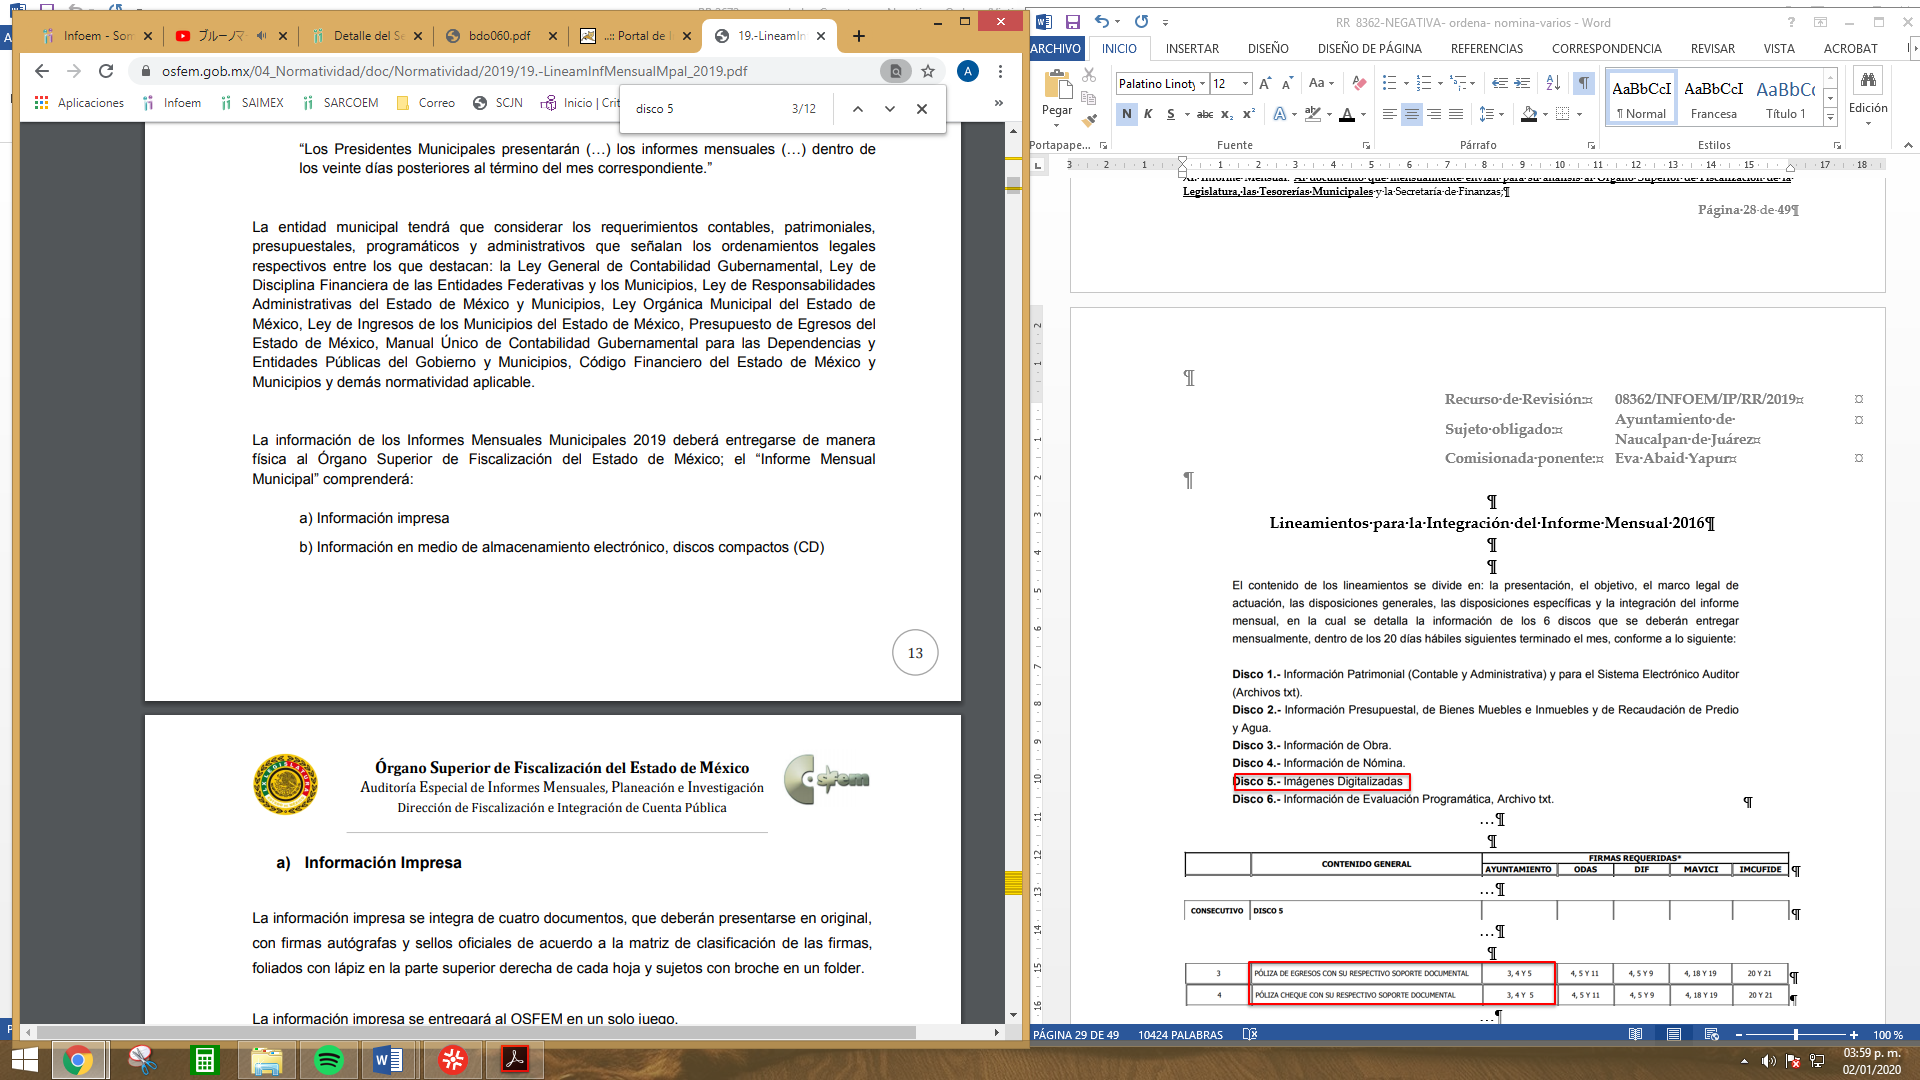 RR 8362-NEGATIVA- ordena- nomina-varios - Word
Infoem - Son
ブルーノマ
Detalle del Se
bdo060.pdf
..:: Portal de
19.-LineamIn
ARCHIVO INICIO INSERTAR DISEÑO DISEÑO DE PÁGINA REFERENCIAS CORRESPONDENCIA REVISAR VISTA ACROBAT
osfem.gob.mx/04_Normatividad/doc/Normatividad/2019/19.-LineamInfMensualMpal_2019.pdf
A
Aplicaciones Infoem SAIMEX SARCOEM Correo SCJN Inicio | Crit
disco 5 3/12
Pegar
Palatino Linoty 12
N K S abc x₂ x²
AaBbCcI AaBbCcI AaBbCc
¶ Normal Francesa Título 1
Edición
Portapape... Fuente Párrafo Estilos
“Los Presidentes Municipales presentarán (…) los informes mensuales (…) dentro de
los veinte días posteriores al término del mes correspondiente.”
La entidad municipal tendrá que considerar los requerimientos contables, patrimoniales,
presupuestales, programáticos y administrativos que señalan los ordenamientos legales
respectivos entre los que destacan: la Ley General de Contabilidad Gubernamental, Ley de
Disciplina Financiera de las Entidades Federativas y los Municipios, Ley de Responsabilidades
Administrativas del Estado de México y Municipios, Ley Orgánica Municipal del Estado de
México, Ley de Ingresos de los Municipios del Estado de México, Presupuesto de Egresos del
Estado de México, Manual Único de Contabilidad Gubernamental para las Dependencias y
Entidades Públicas del Gobierno y Municipios, Código Financiero del Estado de México y
Municipios y demás normatividad aplicable.
La información de los Informes Mensuales Municipales 2019 deberá entregarse de manera
física al Órgano Superior de Fiscalización del Estado de México; el “Informe Mensual
Municipal” comprenderá:
a) Información impresa
b) Información en medio de almacenamiento electrónico, discos compactos (CD)
13
Órgano Superior de Fiscalización del Estado de México
Auditoría Especial de Informes Mensuales, Planeación e Investigación
Dirección de Fiscalización e Integración de Cuenta Pública
osfem
a) Información Impresa
La información impresa se integra de cuatro documentos, que deberán presentarse en original,
con firmas autógrafas y sellos oficiales de acuerdo a la matriz de clasificación de las firmas,
foliados con lápiz en la parte superior derecha de cada hoja y sujetos con broche en un folder.
La información impresa se entregará al OSFEM en un solo juego.
XII. Informe Mensual. Al documento que mensualmente envían para su análisis al Órgano Superior de Fiscalización de la
Legislatura, las Tesorerías Municipales y la Secretaría de Finanzas;¶
Página·28·de·49¶
¶
Recurso·de·Revisión:¤ 08362/INFOEM/IP/RR/2019¤ ¤
Sujeto·obligado:¤ Ayuntamiento·de·
Naucalpan·de·Juárez¤ ¤
Comisionada·ponente:¤ Eva·Abaid·Yapur¤ ¤
¶
¶
Lineamientos·para·la·Integración·del·Informe·Mensual·2016¶
¶
¶
El contenido de los lineamientos se divide en: la presentación, el objetivo, el marco legal de
actuación, las disposiciones generales, las disposiciones específicas y la integración del informe
mensual, en la cual se detalla la información de los 6 discos que se deberán entregar
mensualmente, dentro de los 20 días hábiles siguientes terminado el mes, conforme a lo siguiente:
Disco 1.- Información Patrimonial (Contable y Administrativa) y para el Sistema Electrónico Auditor
(Archivos txt).
Disco 2.- Información Presupuestal, de Bienes Muebles e Inmuebles y de Recaudación de Predio
y Agua.
Disco 3.- Información de Obra.
Disco 4.- Información de Nómina.
Disco 5.- Imágenes Digitalizadas
Disco 6.- Información de Evaluación Programática, Archivo txt. ¶
…¶
¶
CONTENIDO GENERAL FIRMAS REQUERIDAS*
AYUNTAMIENTO ODAS DIF MAVICI IMCUFIDE ¶
…¶
CONSECUTIVO DISCO 5 ¶
…¶
¶
3 PÓLIZA DE EGRESOS CON SU RESPECTIVO SOPORTE DOCUMENTAL 3, 4 Y 5 4, 5 Y 11 4, 5 Y 9 4, 18 Y 19 20 Y 21 ¶
4 PÓLIZA CHEQUE CON SU RESPECTIVO SOPORTE DOCUMENTAL 3, 4 Y 5 4, 5 Y 11 4, 5 Y 9 4, 18 Y 19 20 Y 21 ¶
…¶
PÁGINA 29 DE 49 10424 PALABRAS 100 %
03:59 p. m.
02/01/2020